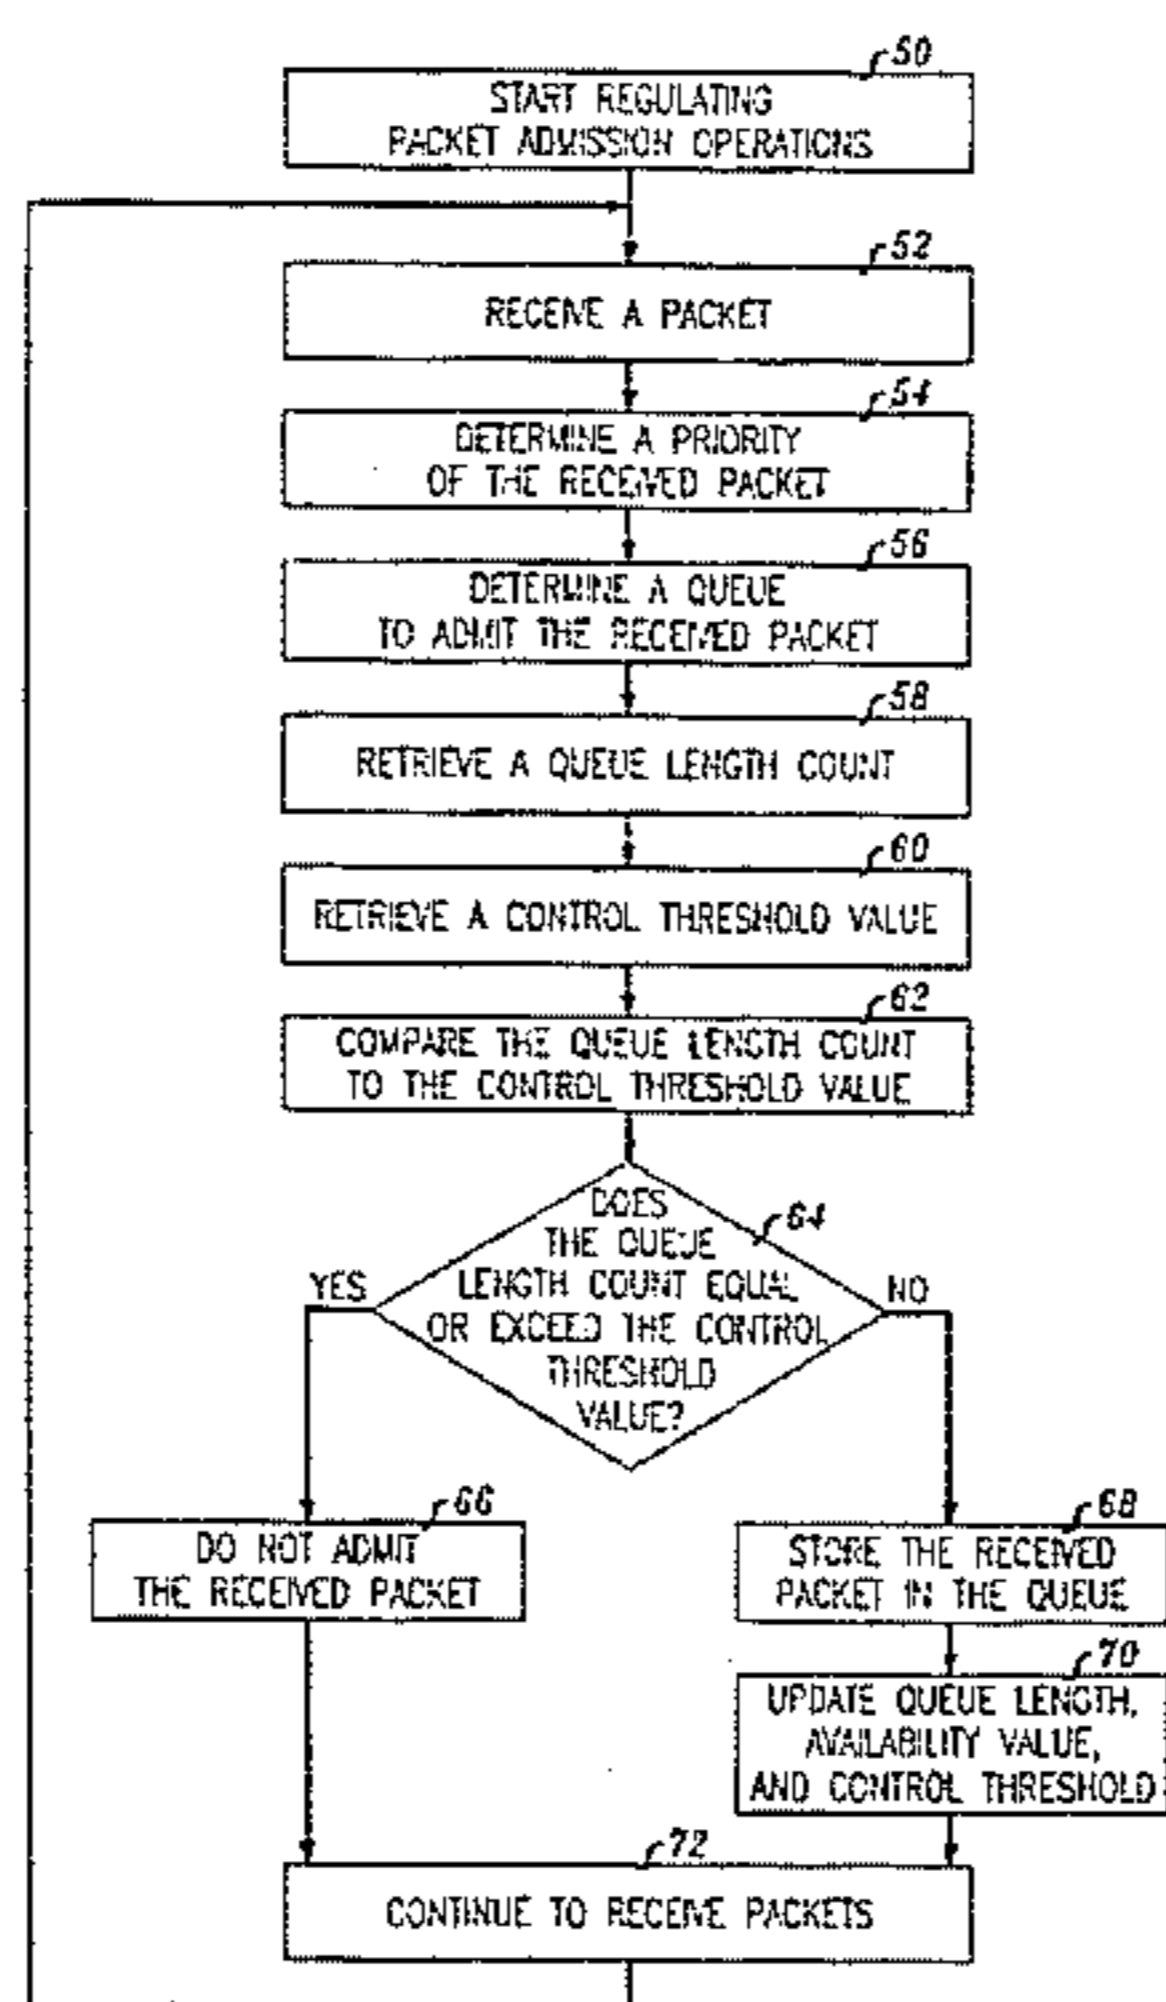 50
START REGULATING
PACKET ADMISSION OPERATIONS
52
RECEIVE A PACKET
54
DETERMINE A PRIORITY
OF THE RECEIVED PACKET
56
DETERMINE A QUEUE
TO ADMIT THE RECEIVED PACKET
58
RETRIEVE A QUEUE LENGTH COUNT
60
RETRIEVE A CONTROL THRESHOLD VALUE
62
COMPARE THE QUEUE LENGTH COUNT
TO THE CONTROL THRESHOLD VALUE
64
DOES
THE QUEUE
LENGTH COUNT EQUAL
OR EXCEED THE CONTROL
THRESHOLD
VALUE?
YES
NO
66
DO NOT ADMIT
THE RECEIVED PACKET
68
STORE THE RECEIVED
PACKET IN THE QUEUE
70
UPDATE QUEUE LENGTH,
AVAILABILITY VALUE,
AND CONTROL THRESHOLD
72
CONTINUE TO RECEIVE PACKETS